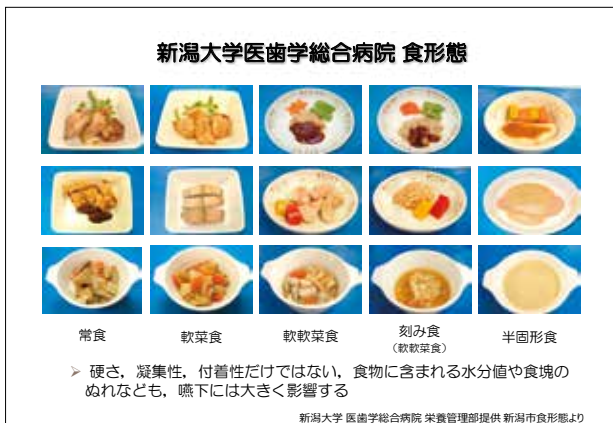 新潟大学医歯学総合病院 食形態
常食
軟菜食
軟軟菜食
刻み食
（軟軟菜食）
半固形食
➢ 硬さ，凝集性，付着性だけではない，食物に含まれる水分値や食塊の
ぬれなども，嚥下には大きく影響する
新潟大学 医歯学総合病院 栄養管理部提供 新潟市食形態より